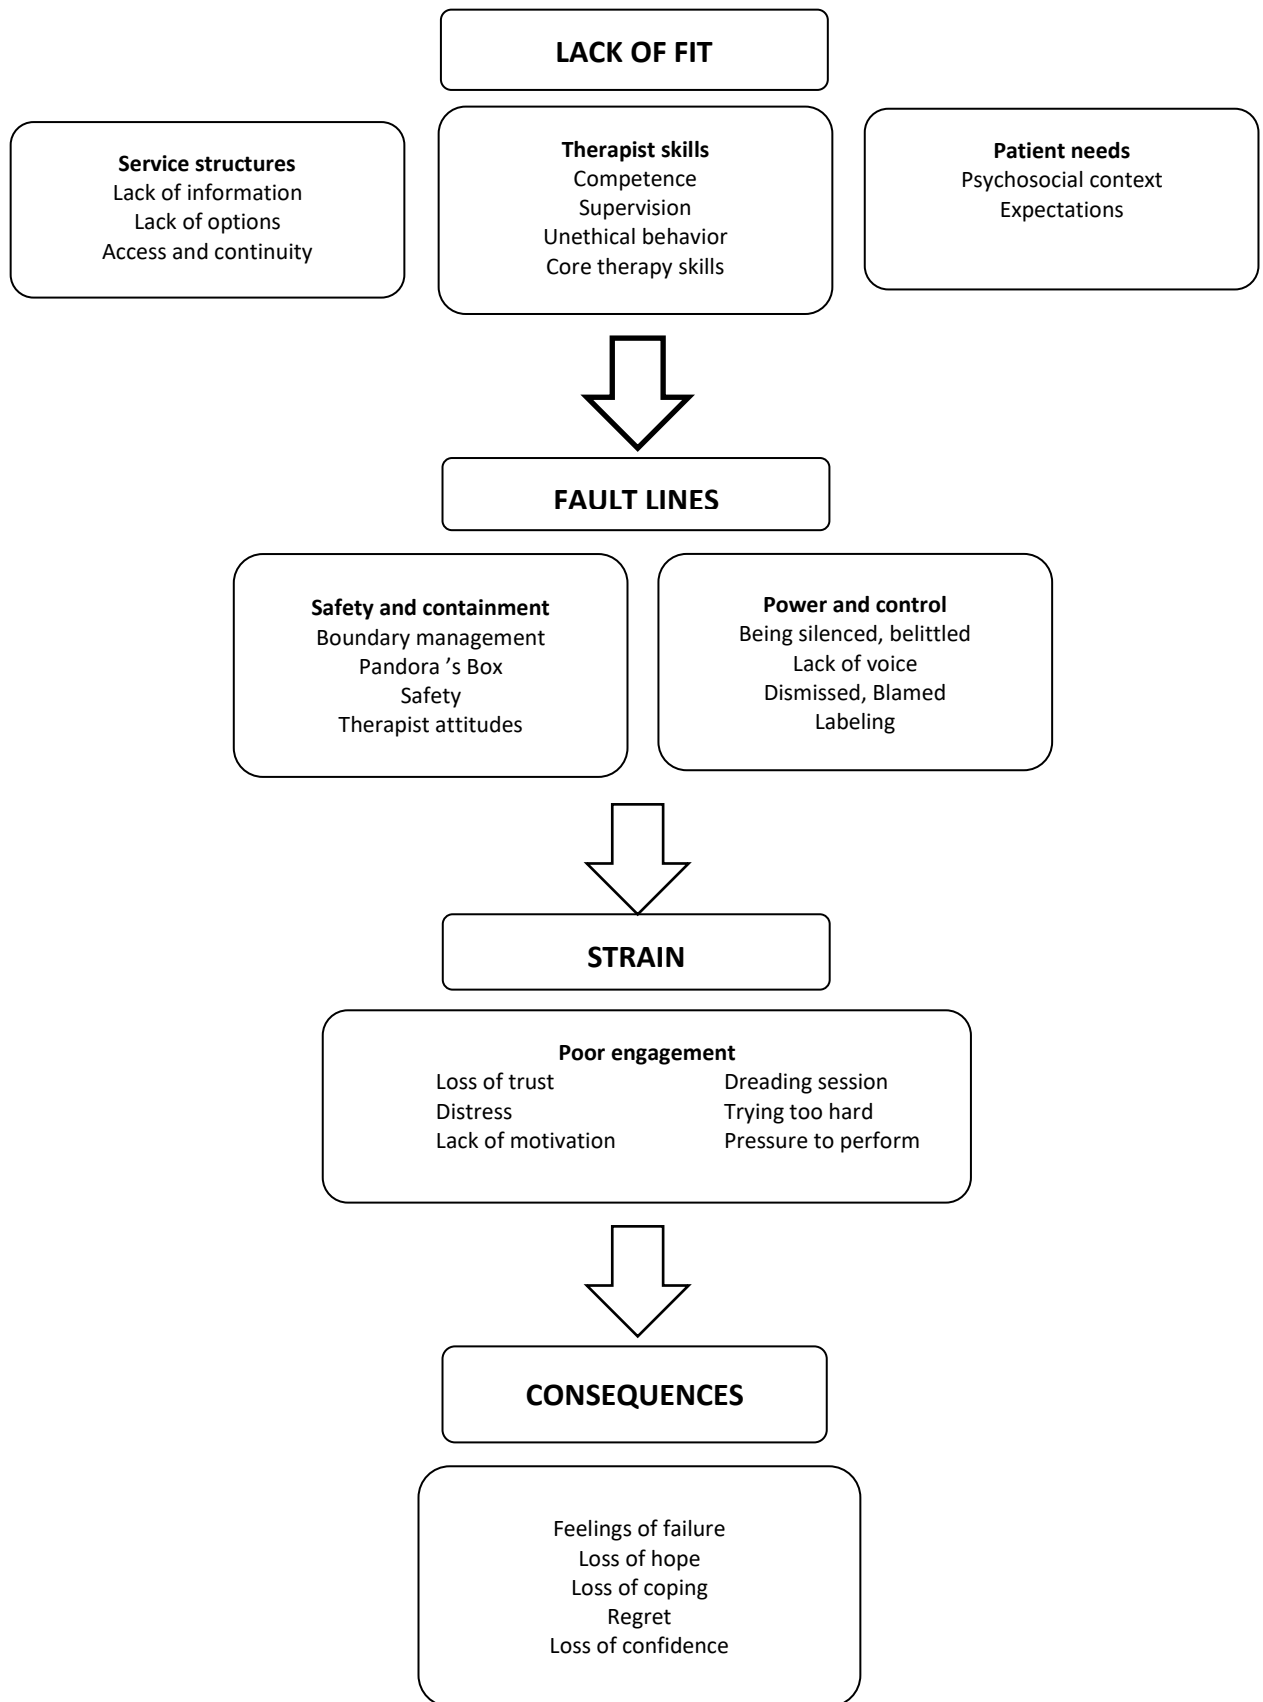 LACK OF FIT
Service structures
Lack of information
Lack of options
Access and continuity
Therapist skills
Competence
Supervision
Unethical behavior
Core therapy skills
Patient needs
Psychosocial context
Expectations
FAULT LINES
Safety and containment
Boundary management
Pandora ’s Box
Safety
Therapist attitudes
Power and control
Being silenced, belittled
Lack of voice
Dismissed, Blamed
Labeling
STRAIN
Poor engagement
Loss of trust
Distress
Lack of motivation
Dreading session
Trying too hard
Pressure to perform
CONSEQUENCES
Feelings of failure
Loss of hope
Loss of coping
Regret
Loss of confidence